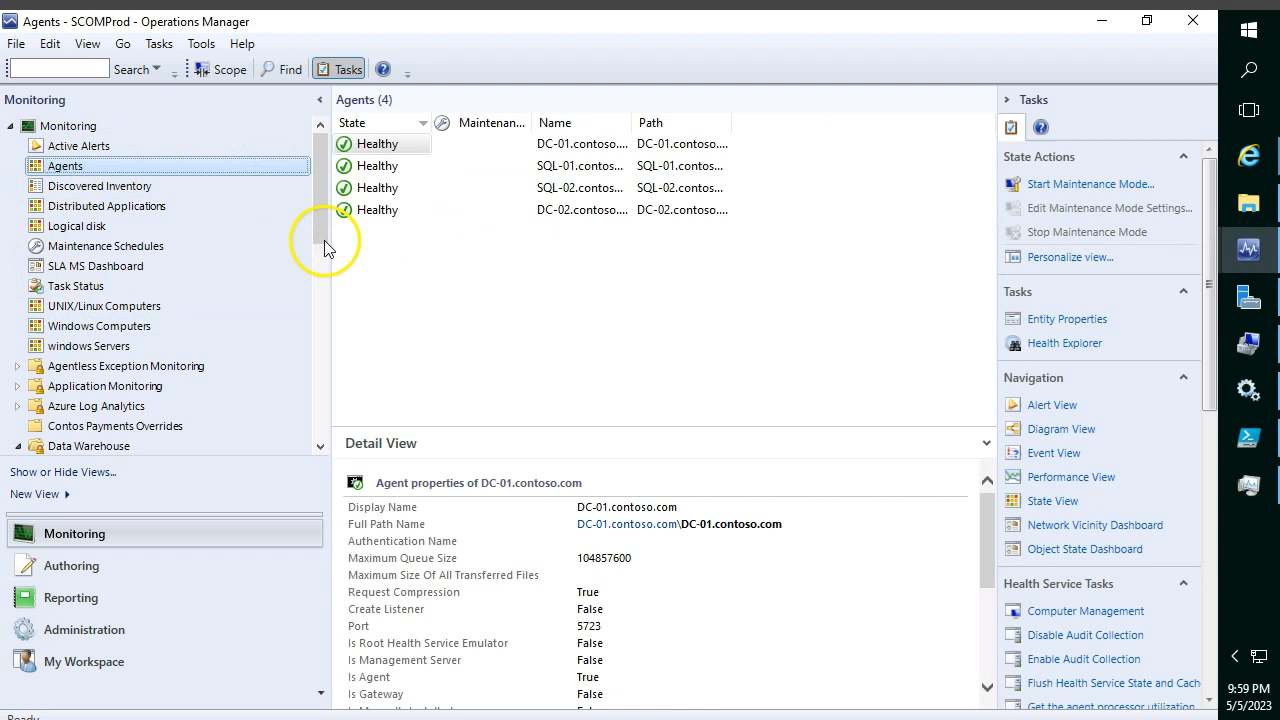 Agents - SCOMProd - Operations Manager
File Edit View Go Tasks Tools Help
Search Scope Find Tasks
Monitoring
Monitoring
Active Alerts
Agents
Discovered Inventory
Distributed Applications
Logical disk
Maintenance Schedules
SLA MS Dashboard
Task Status
UNIX/Linux Computers
Windows Computers
windows Servers
Agentless Exception Monitoring
Application Monitoring
Azure Log Analytics
Contos Payments Overrides
Data Warehouse
Show or Hide Views...
New View
Monitoring
Authoring
Reporting
Administration
My Workspace
Agents (4)
State Maintenan... Name Path
Healthy DC-01.contoso.... DC-01.contoso....
Healthy SQL-01.contos... SQL-01.contos...
Healthy SQL-02.contos... SQL-02.contos...
Healthy DC-02.contoso.... DC-02.contoso....
Detail View
Agent properties of DC-01.contoso.com
Display Name DC-01.contoso.com
Full Path Name DC-01.contoso.com\DC-01.contoso.com
Authentication Name
Maximum Queue Size 104857600
Maximum Size Of All Transferred Files
Request Compression True
Create Listener False
Port 5723
Is Root Health Service Emulator False
Is Management Server False
Is Agent True
Is Gateway False
Tasks
State Actions
Start Maintenance Mode...
Edit Maintenance Mode Settings...
Stop Maintenance Mode
Personalize view...
Tasks
Entity Properties
Health Explorer
Navigation
Alert View
Diagram View
Event View
Performance View
State View
Network Vicinity Dashboard
Object State Dashboard
Health Service Tasks
Computer Management
Disable Audit Collection
Enable Audit Collection
Flush Health Service State and Cach
Get the agent processor utilization
9:59 PM
5/5/2023